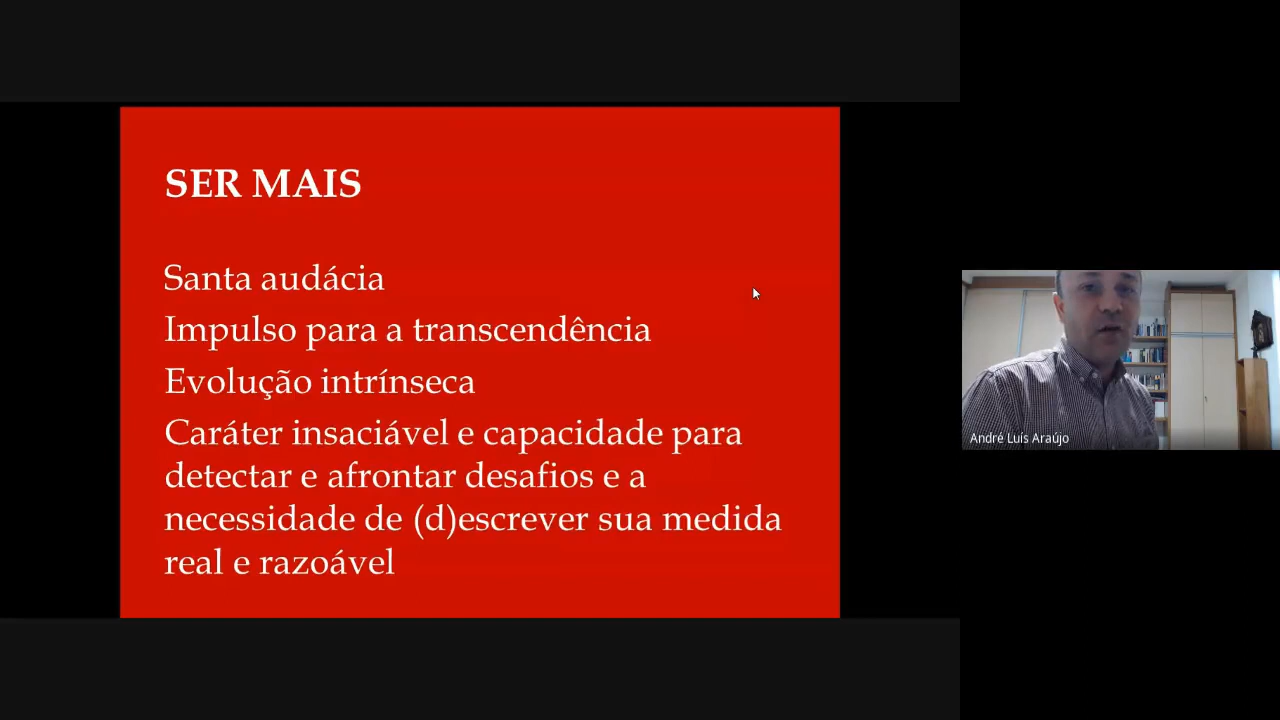 SER MAIS
Santa audácia
Impulso para a transcendência
Evolução intrínseca
Caráter insaciável e capacidade para
detectar e afrontar desafios e a
necessidade de (d)escrever sua medida
real e razoável
André Luís Araújo